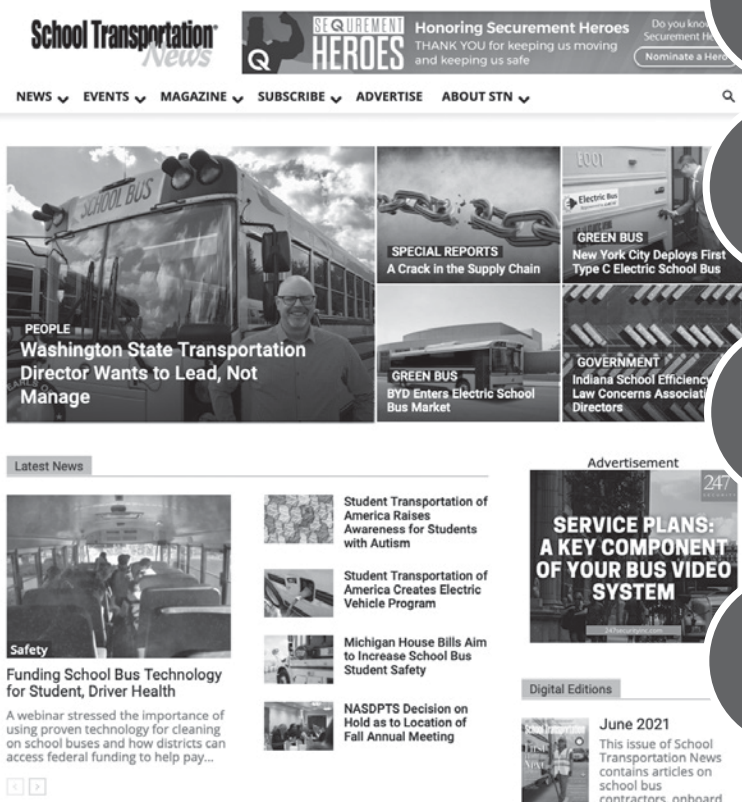 School Transportation
News
SEQUREMENT
HEROES
Q
Honoring Securement Heroes
THANK YOU for keeping us moving
and keeping us safe
Do you
Securement
Nominate a Hero
NEWS EVENTS MAGAZINE SUBSCRIBE ADVERTISE ABOUT STN
SCHOOL BUS
PEOPLE
Washington State Transportation
Director Wants to Lead, Not
Manage
SPECIAL REPORTS
A Crack in the Supply Chain
Electric Bus
GREEN BUS
New York City Deploys First
Type C Electric School Bus
GREEN BUS
BYD Enters Electric School
Bus Market
GOVERNMENT
Indiana School Efficiency
Law Concerns
Directors
Latest News
Safety
Funding School Bus Technology
for Student, Driver Health
A webinar stressed the importance of
using proven technology for cleaning
on school buses and how districts can
access federal funding to help pay...
Student Transportation of
America Raises
Awareness for Students
with Autism
Student Transportation of
America Creates Electric
Vehicle Program
Michigan House Bills Aim
to Increase School Bus
Student Safety
NASDPTS Decision on
Hold as to Location of
Fall Annual Meeting
Advertisement
247
SECURITY
SERVICE PLANS:
A KEY COMPONENT
OF YOUR BUS VIDEO
SYSTEM
247securityinc.com
Digital Editions
School Transportation
June 2021
This issue of School
Transportation News
contains articles on
school bus
contractors, onboard